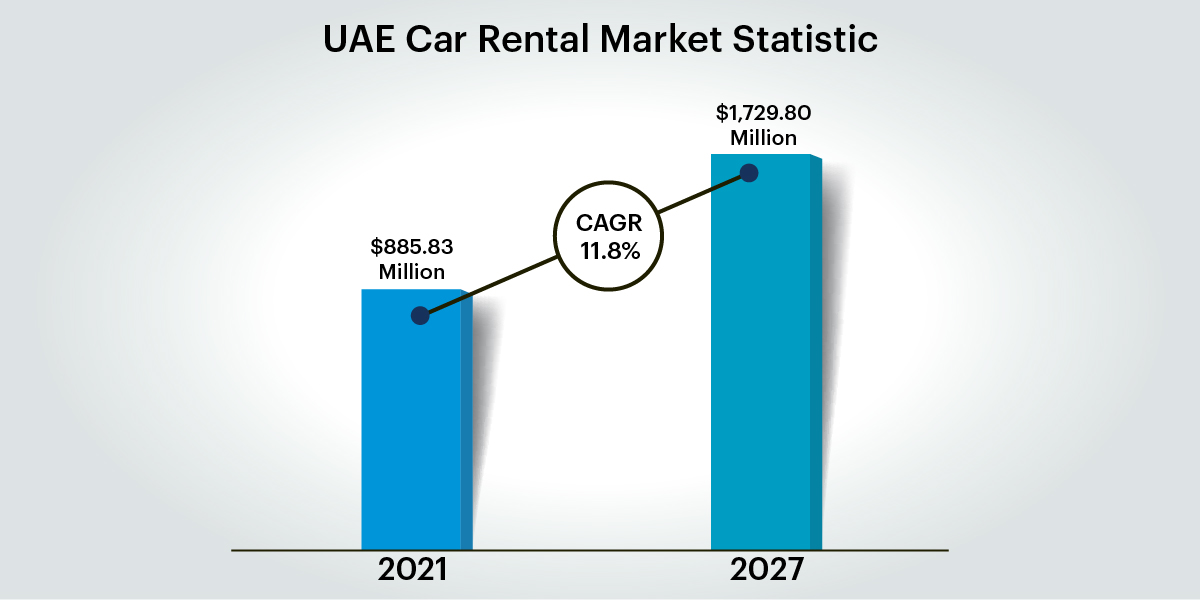 UAE Car Rental Market Statistic
$1,729.80
Million
CAGR
11.8%
$885.83
Million
2021
2027